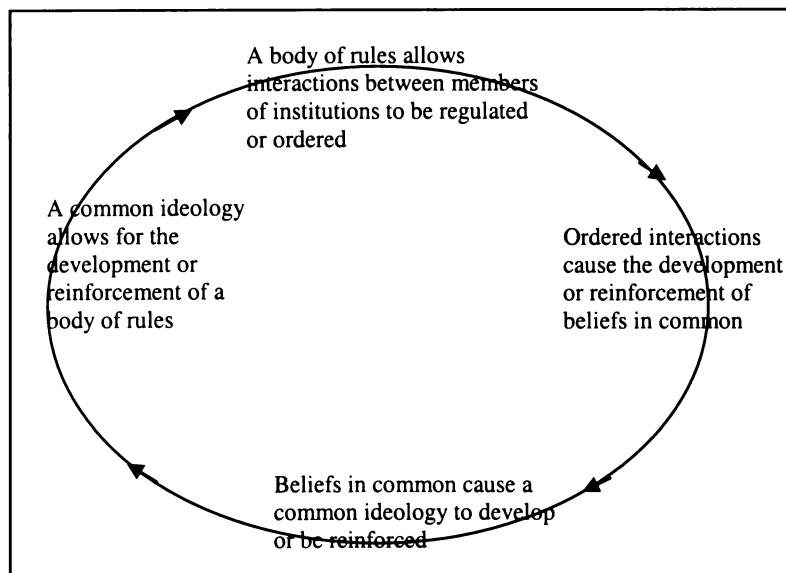 A body of rules allows
interactions between members
of institutions to be regulated
or ordered
A common ideology
allows for the
development or
reinforcement of a
body of rules
Ordered interactions
cause the development
or reinforcement of
beliefs in common
Beliefs in common cause a
common ideology to develop
or be reinforced